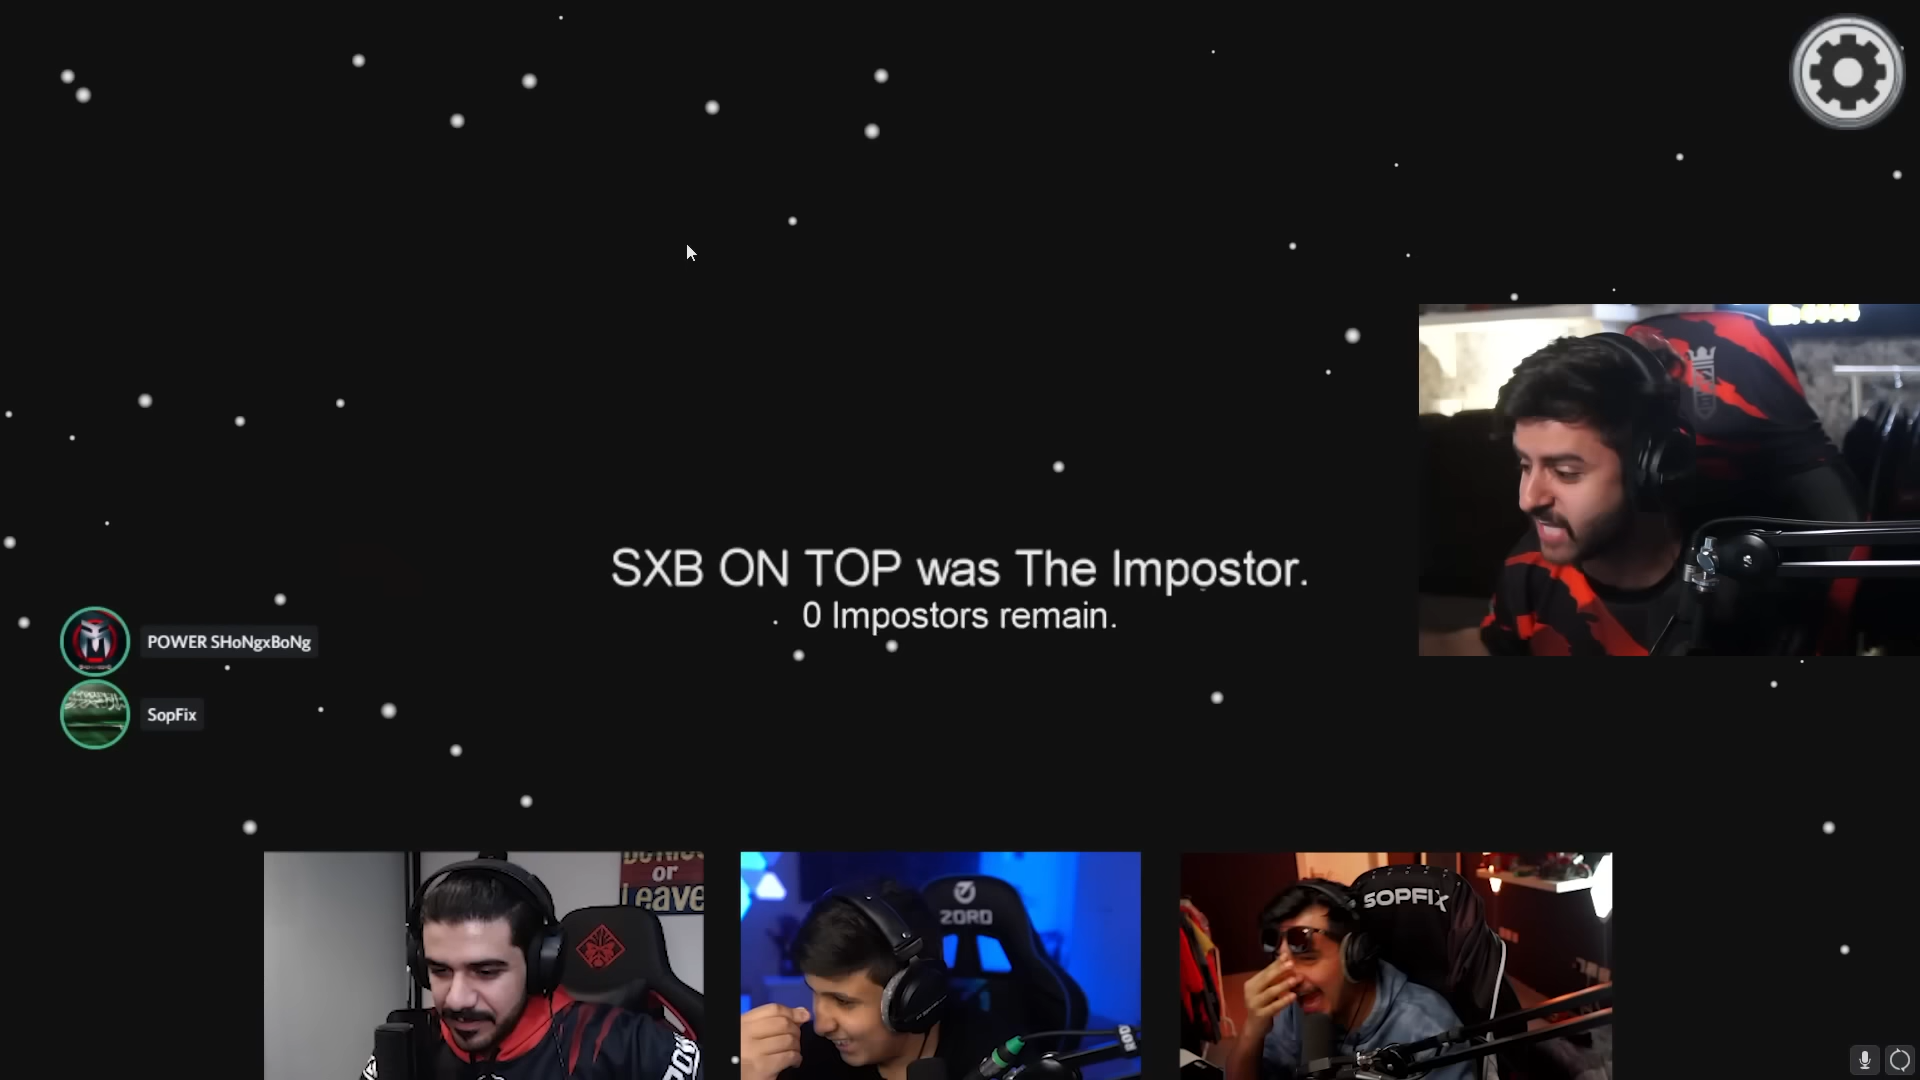 SXB ON TOP was The Impostor.
0 Impostors remain.
POWER SHoNgxBoNg
SopFix
or
Leave
ZORD
SOPFIX